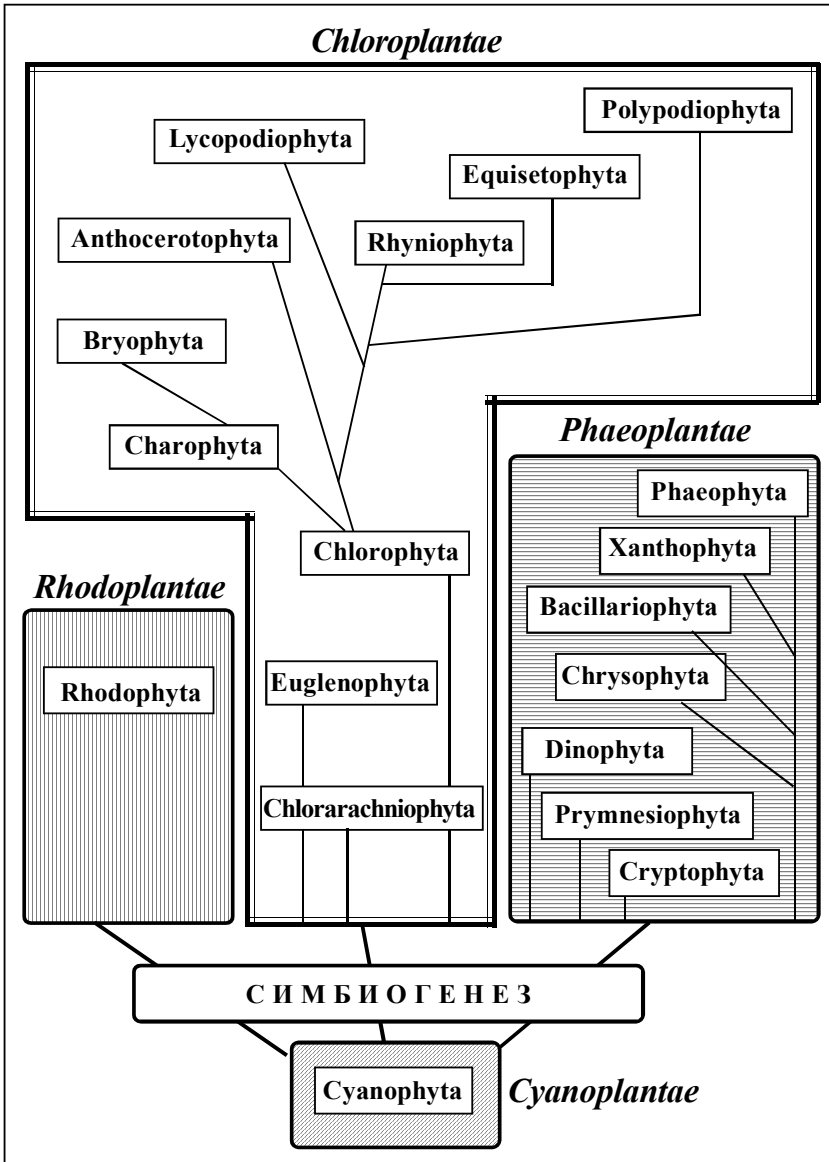 Chloroplantae
Polypodiophyta
Lycopodiophyta
Equisetophyta
Anthocerotophyta
Rhyniophyta
Bryophyta
Charophyta
Phaeoplantae
Phaeophyta
Chlorophyta
Xanthophyta
Rhodoplantae
Bacillariophyta
Rhodophyta
Euglenophyta
Chrysophyta
Dinophyta
Chlorarachniophyta
Prymnesiophyta
Cryptophyta
С И М Б И О Г Е Н Е З
Cyanophyta
Cyanoplantae